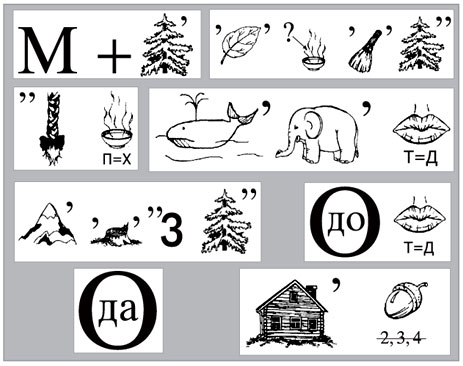 М + ’
’ ’ ? ’ ’ ”
” П=Х
’ ’ Т=Д
’ ’ ” З ”
О до Т=Д
О да
’ 2, 3, 4